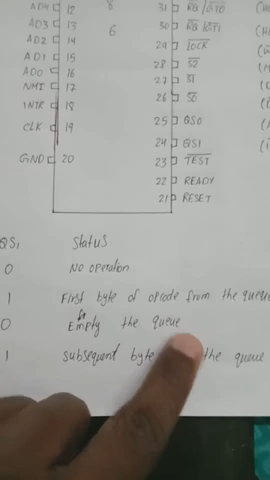 AD4 12 8 31 RQ/GT0
AD3 13 30 RQ/GT1
AD2 14 6 29 LOCK
AD1 15 28 S2
AD0 16 27 S1
NMI 17 26 S0
INTR 18
CLK 19 25 QS0
24 QS1
GND 20 23 TEST
22 READY
21 RESET
QS1 Status
0 No operation
1 First byte of opcode from the queue
0 Empty the queue
1 Subsequent byte the queue